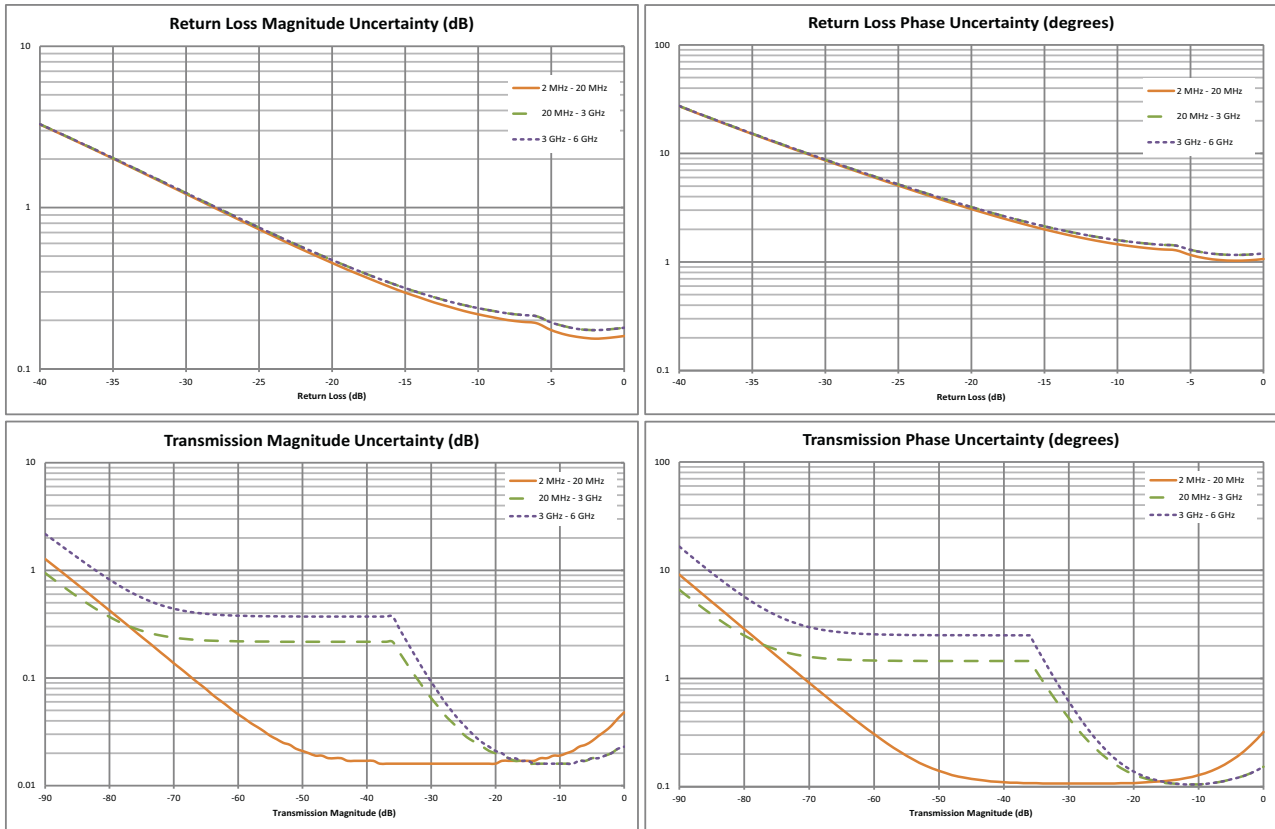 Return Loss Magnitude Uncertainty (dB)
10
1
0.1
2 MHz - 20 MHz
20 MHz - 3 GHz
3 GHz - 6 GHz
-40 -35 -30 -25 -20 -15 -10 -5 0
Return Loss (dB)
Return Loss Phase Uncertainty (degrees)
100
10
1
0.1
2 MHz - 20 MHz
20 MHz - 3 GHz
3 GHz - 6 GHz
-40 -35 -30 -25 -20 -15 -10 -5 0
Return Loss (dB)
Transmission Magnitude Uncertainty (dB)
10
1
0.1
0.01
2 MHz - 20 MHz
20 MHz - 3 GHz
3 GHz - 6 GHz
-90 -80 -70 -60 -50 -40 -30 -20 -10 0
Transmission Magnitude (dB)
Transmission Phase Uncertainty (degrees)
100
10
1
0.1
2 MHz - 20 MHz
20 MHz - 3 GHz
3 GHz - 6 GHz
-90 -80 -70 -60 -50 -40 -30 -20 -10 0
Transmission Magnitude (dB)